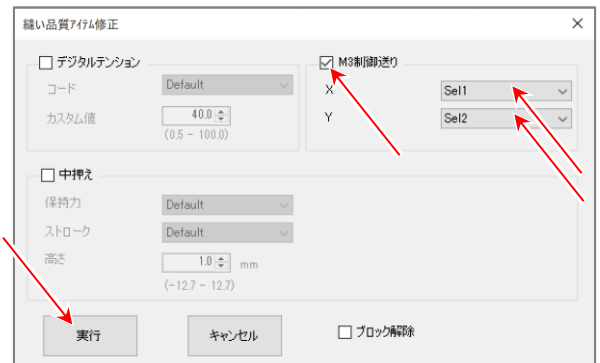 縫い品質アイテム修正
デジタルテンション
コード Default
カスタム値 40.0
(0.5 - 100.0)
M3制御送り
X Sel1
Y Sel2
中押え
保持力 Default
ストローク Default
高さ 1.0 mm
(-12.7 - 12.7)
実行 キャンセル ブロック解除